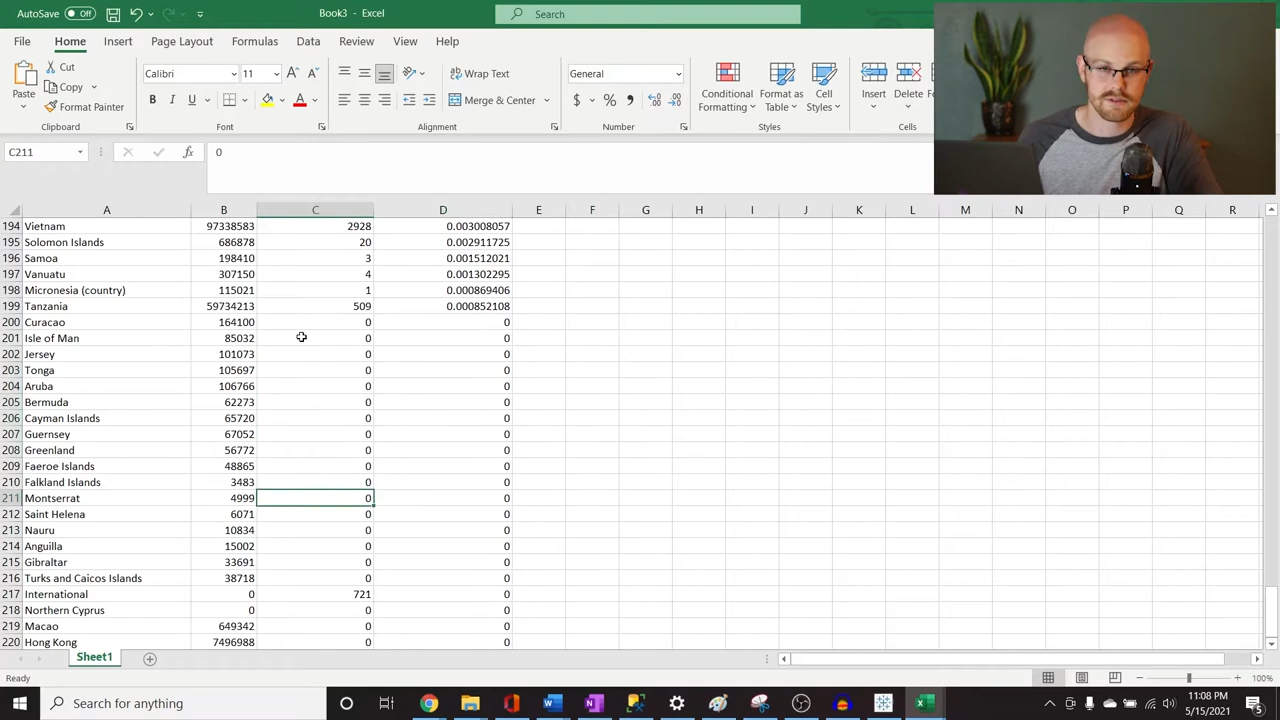 AutoSave Off Book3 - Excel Search
File Home Insert Page Layout Formulas Data Review View Help
Paste Cut Copy Format Painter Clipboard
Calibri 11 B I U Font
Wrap Text Merge & Center Alignment
General $ % Number
Conditional Formatting Format as Table Cell Styles Styles
Insert Delete Cells
C211 fx 0
A B C D E F G H I J K L M N O P Q R
194 Vietnam 97338583 2928 0.003008057
195 Solomon Islands 686878 20 0.002911725
196 Samoa 198410 3 0.001512021
197 Vanuatu 307150 4 0.001302295
198 Micronesia (country) 115021 1 0.000869406
199 Tanzania 59734213 509 0.000852108
200 Curacao 164100 0 0
201 Isle of Man 85032 0 0
202 Jersey 101073 0 0
203 Tonga 105697 0 0
204 Aruba 106766 0 0
205 Bermuda 62273 0 0
206 Cayman Islands 65720 0 0
207 Guernsey 67052 0 0
208 Greenland 56772 0 0
209 Faeroe Islands 48865 0 0
210 Falkland Islands 3483 0 0
211 Montserrat 4999 0 0
212 Saint Helena 6071 0 0
213 Nauru 10834 0 0
214 Anguilla 15002 0 0
215 Gibraltar 33691 0 0
216 Turks and Caicos Islands 38718 0 0
217 International 0 721 0
218 Northern Cyprus 0 0 0
219 Macao 649342 0 0
220 Hong Kong 7496988 0 0
Sheet1
Ready 100%
Search for anything 11:08 PM
5/15/2021